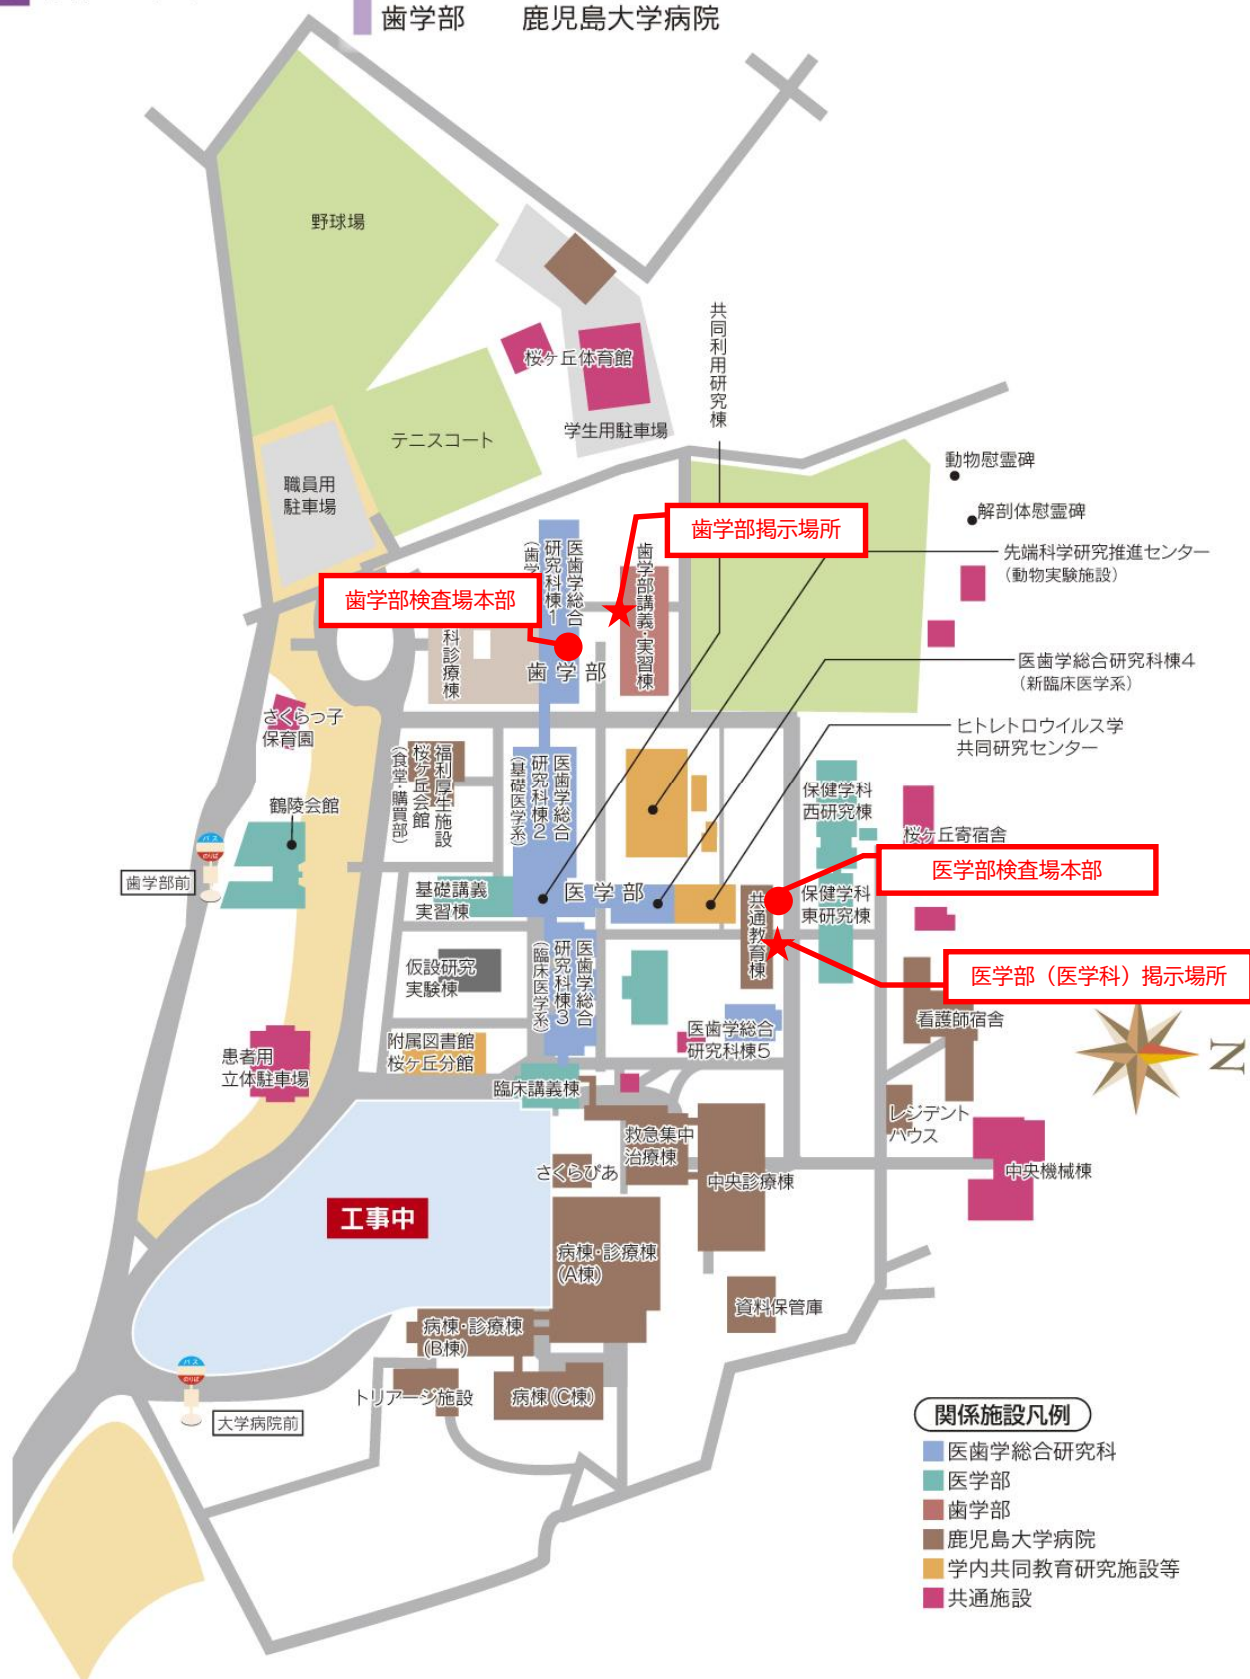 歯学部 鹿児島大学病院
野球場
共同利用研究棟
桜ヶ丘体育館
学生用駐車場
テニスコート
動物慰霊碑
職員用
駐車場
解剖体慰霊碑
歯学部掲示場所
先端科学研究推進センター
(動物実験施設)
医歯学総合
研究科棟1
(歯学
歯学部講義・実習棟
歯学部検査場本部
科診療棟
歯学部
医歯学総合研究科棟4
(新臨床医学系)
さくらっ子
保育園
ヒトレトロウイルス学
共同研究センター
福利厚生施設
桜ヶ丘会館
(食堂・購買部)
医歯学総合
研究科棟2
(基礎医学系)
保健学科
西研究棟
鶴陵会館
桜ヶ丘寄宿舎
バス
のりば
歯学部前
医学部検査場本部
基礎講義
実習棟
医学部
共通教育棟
保健学科
東研究棟
仮設研究
実験棟
医歯学総合
研究科棟3
(臨床医学系)
医学部(医学科)掲示場所
看護師宿舎
医歯学総合
研究科棟5
附属図書館
桜ヶ丘分館
N
患者用
立体駐車場
臨床講義棟
レジデント
ハウス
救急集中
治療棟
さくらぴあ
中央診療棟
中央機械棟
工事中
病棟・診療棟
(A棟)
資料保管庫
病棟・診療棟
(B棟)
バス
のりば
トリアージ施設
病棟(C棟)
大学病院前
関係施設凡例
医歯学総合研究科
医学部
歯学部
鹿児島大学病院
学内共同教育研究施設等
共通施設